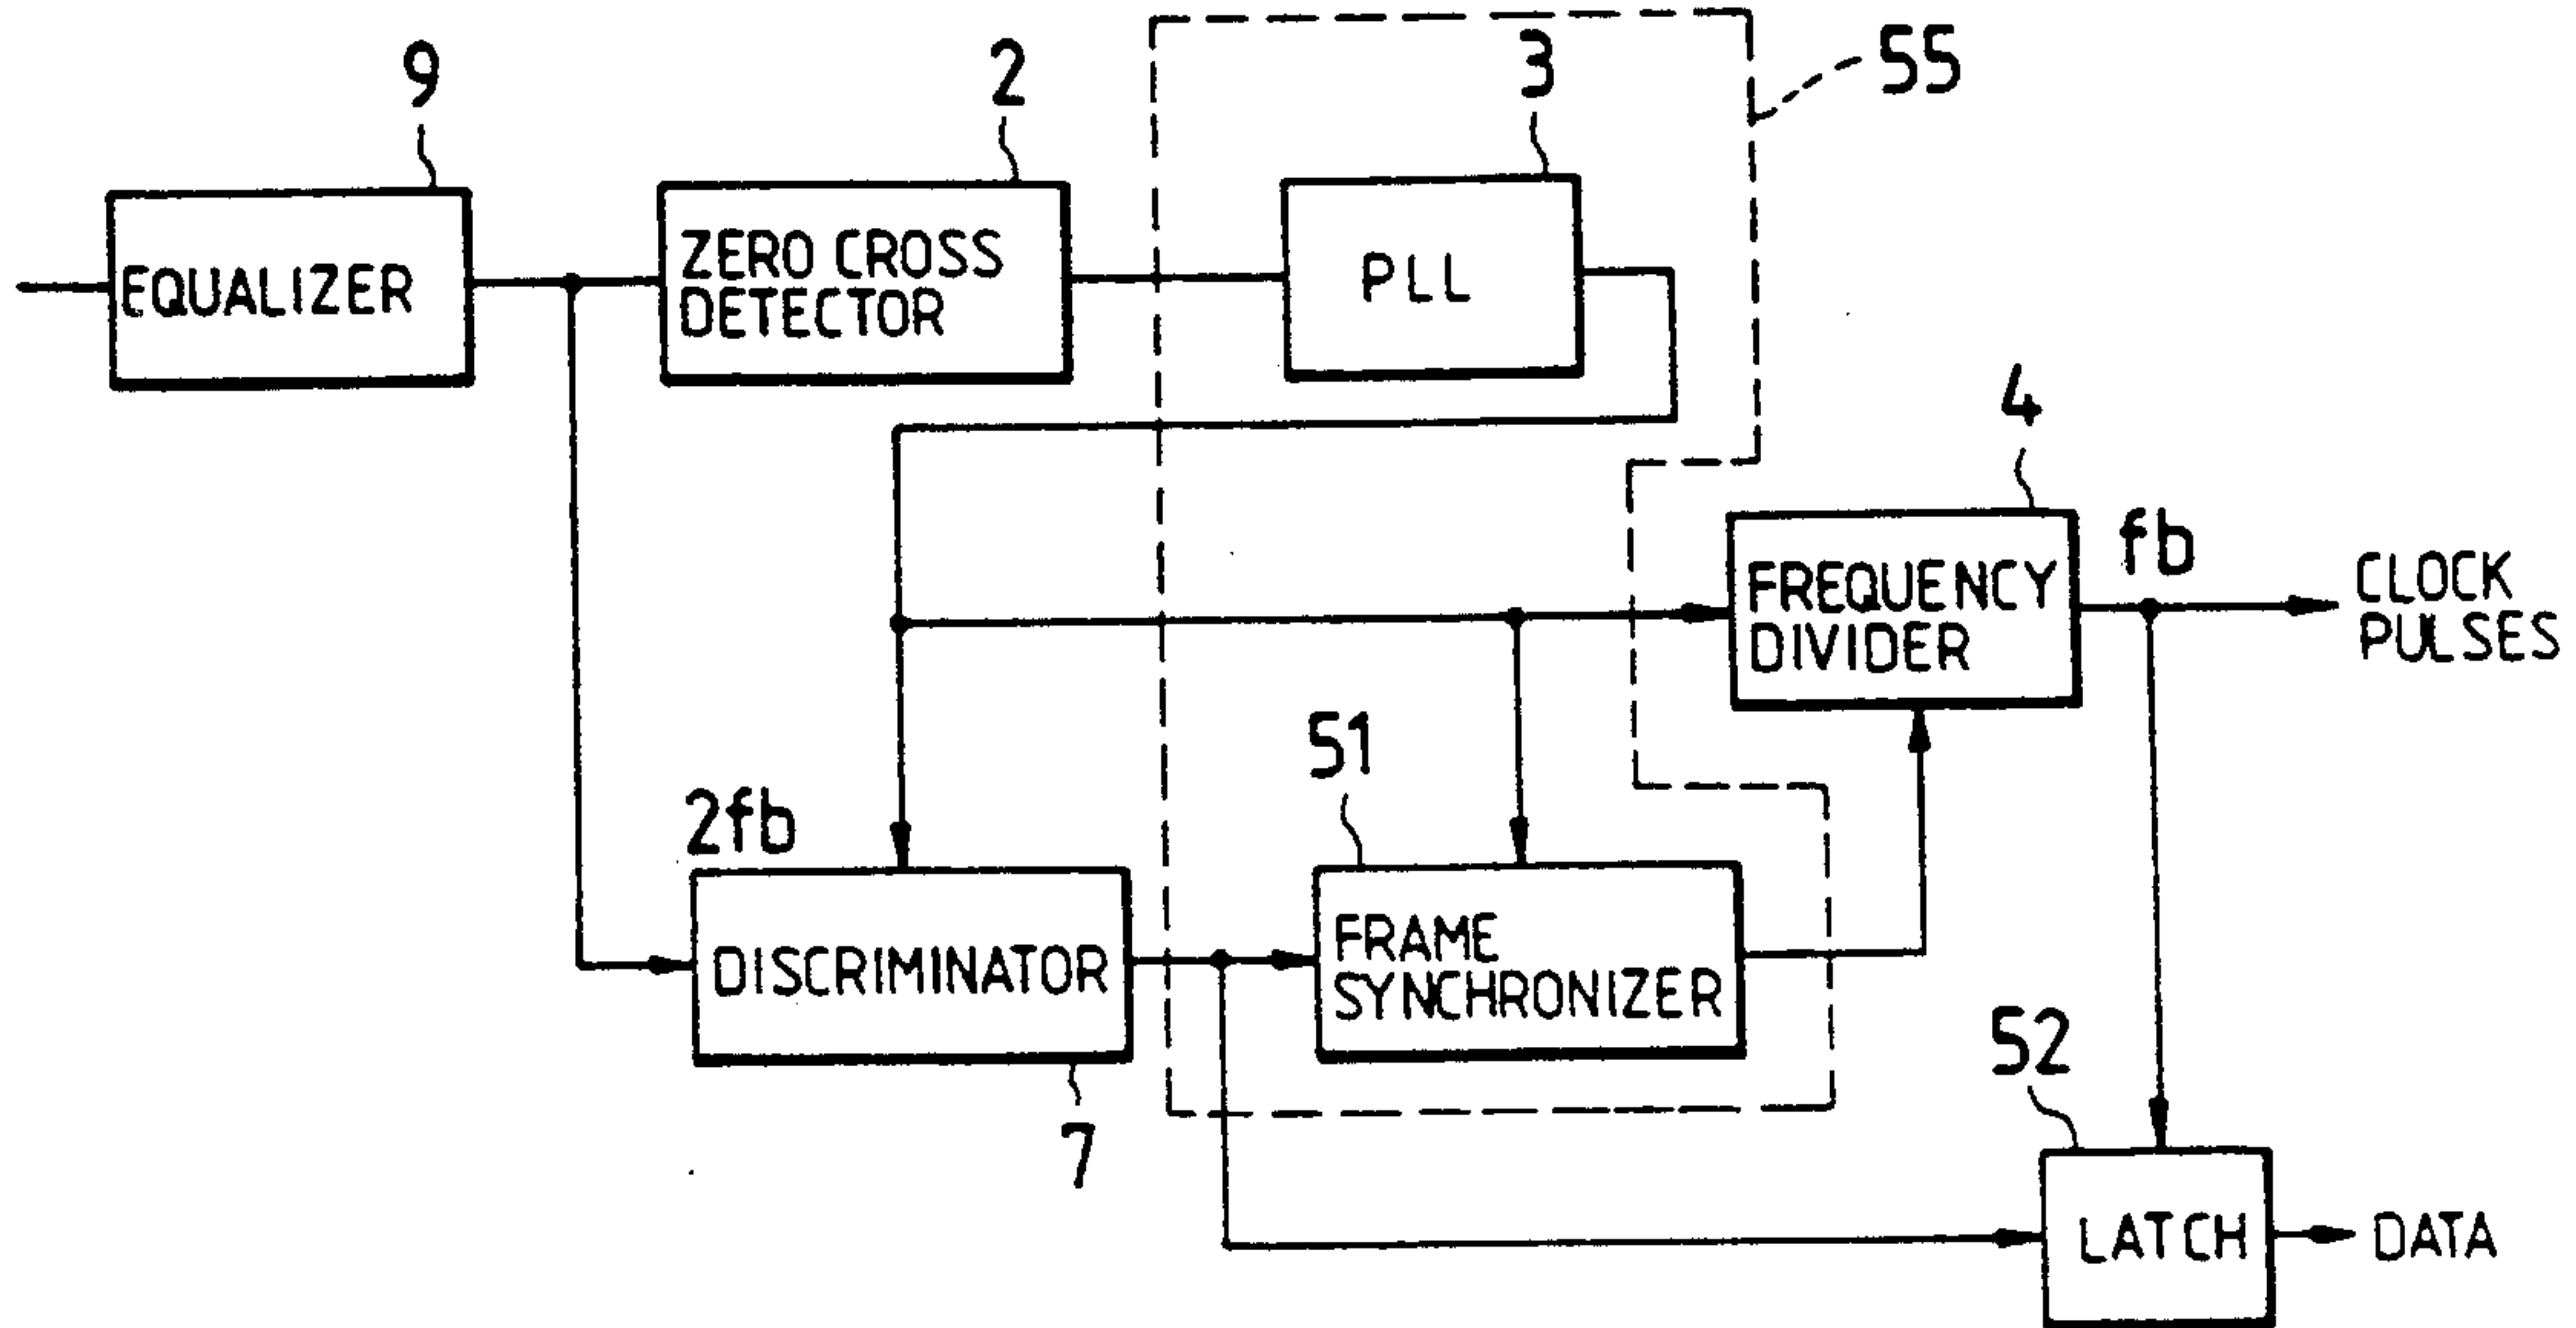 9
2
3
55
EQUALIZER
ZERO CROSS
DETECTOR
PLL
4
fb
FREQUENCY
DIVIDER
CLOCK
PULSES
51
2fb
DISCRIMINATOR
FRAME
SYNCHRONIZER
7
52
LATCH
DATA